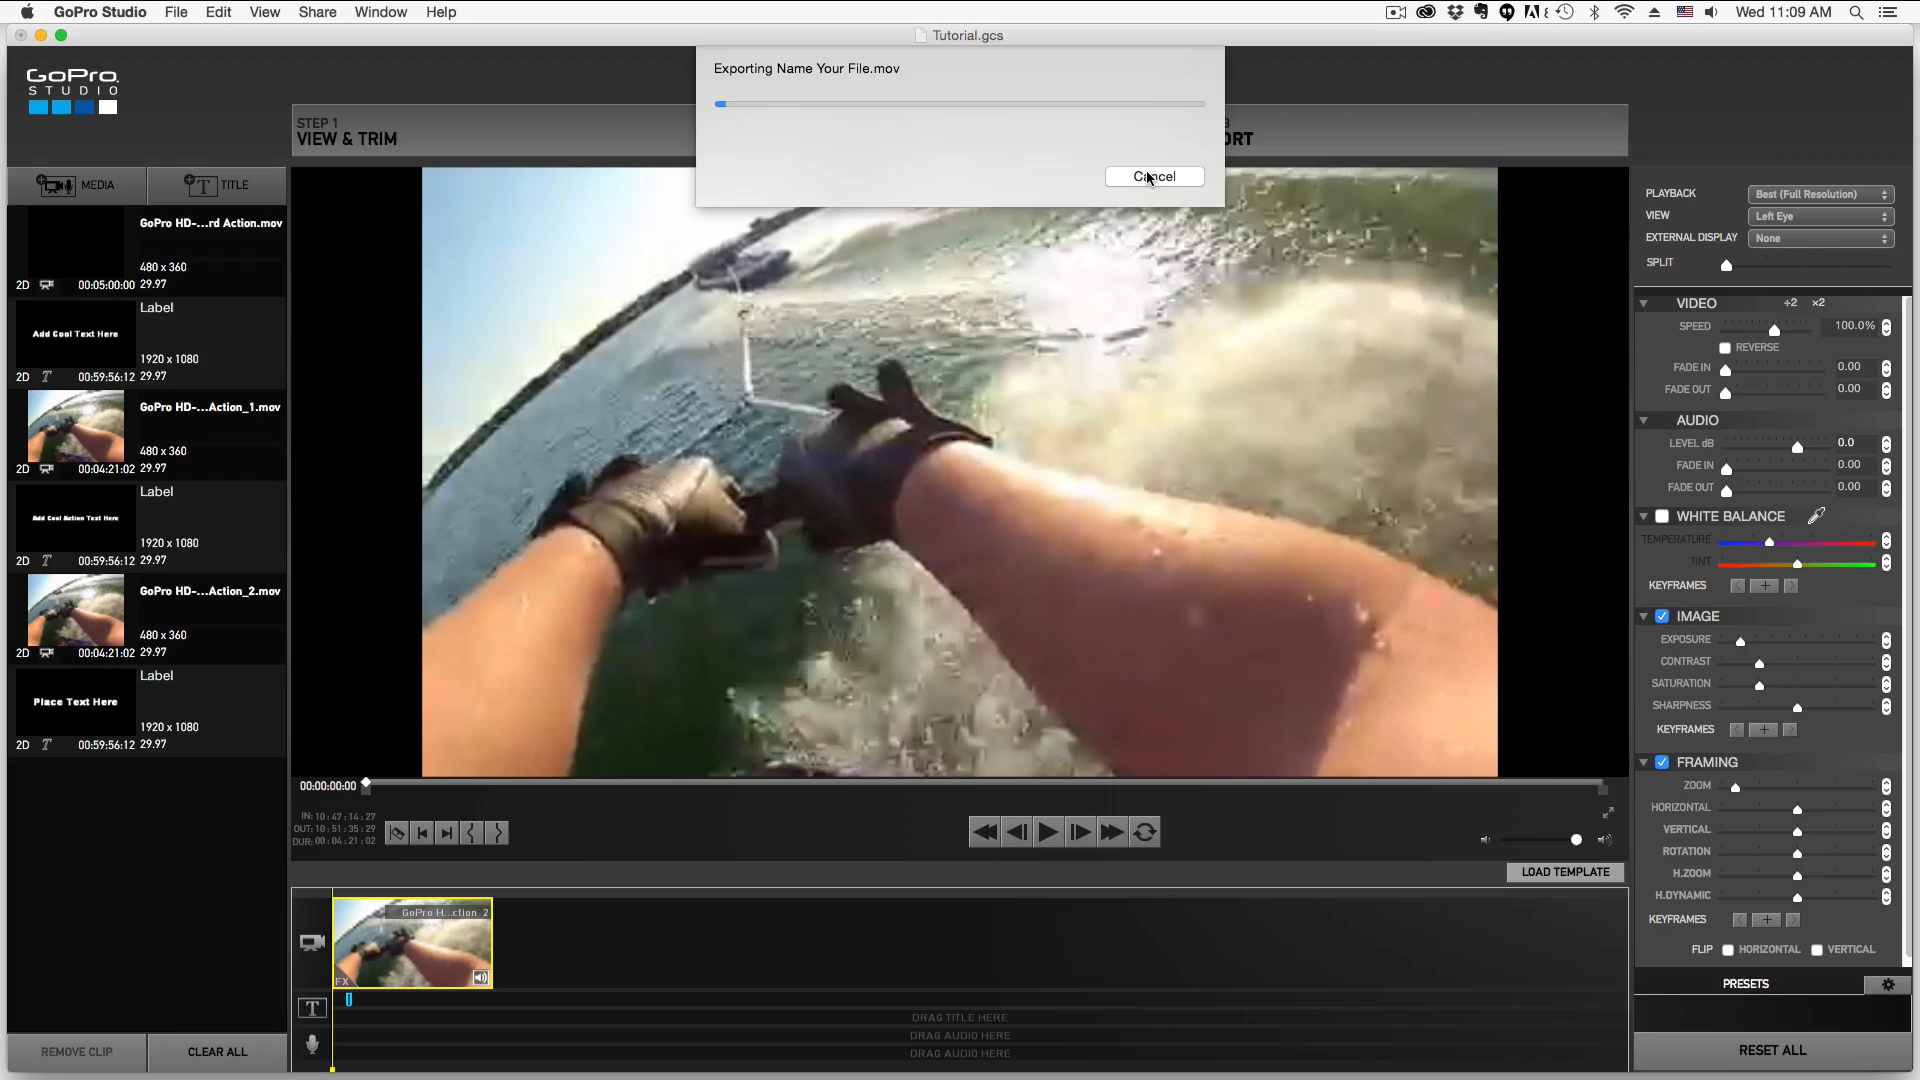 GoPro Studio File Edit View Share Window Help
Wed 11:09 AM
Tutorial.gcs
GoPro
STUDIO
Exporting Name Your File.mov
Cancel
STEP 1
VIEW & TRIM
3
ORT
MEDIA
TITLE
GoPro HD-...rd Action.mov
480 x 360
2D 00:05:00:00 29.97
Label
Add Cool Text Here
1920 x 1080
2D T 00:59:56:12 29.97
GoPro HD-...Action_1.mov
480 x 360
2D 00:04:21:02 29.97
Label
Add Cool Action Text Here
1920 x 1080
2D T 00:59:56:12 29.97
GoPro HD-...Action_2.mov
480 x 360
2D 00:04:21:02 29.97
Label
Place Text Here
1920 x 1080
2D T 00:59:56:12 29.97
REMOVE CLIP
CLEAR ALL
00:00:00:00
IN: 10:47:14:27
OUT: 10:51:35:29
DUR: 00:04:21:02
LOAD TEMPLATE
GoPro H...ction_2
FX
T
DRAG TITLE HERE
DRAG AUDIO HERE
DRAG AUDIO HERE
PLAYBACK Best (Full Resolution)
VIEW Left Eye
EXTERNAL DISPLAY None
SPLIT
VIDEO ÷2 x2
SPEED 100.0%
REVERSE
FADE IN 0.00
FADE OUT 0.00
AUDIO
LEVEL dB 0.0
FADE IN 0.00
FADE OUT 0.00
WHITE BALANCE
TEMPERATURE
TINT
KEYFRAMES
IMAGE
EXPOSURE
CONTRAST
SATURATION
SHARPNESS
KEYFRAMES
FRAMING
ZOOM
HORIZONTAL
VERTICAL
ROTATION
H.ZOOM
H.DYNAMIC
KEYFRAMES
FLIP HORIZONTAL VERTICAL
PRESETS
RESET ALL